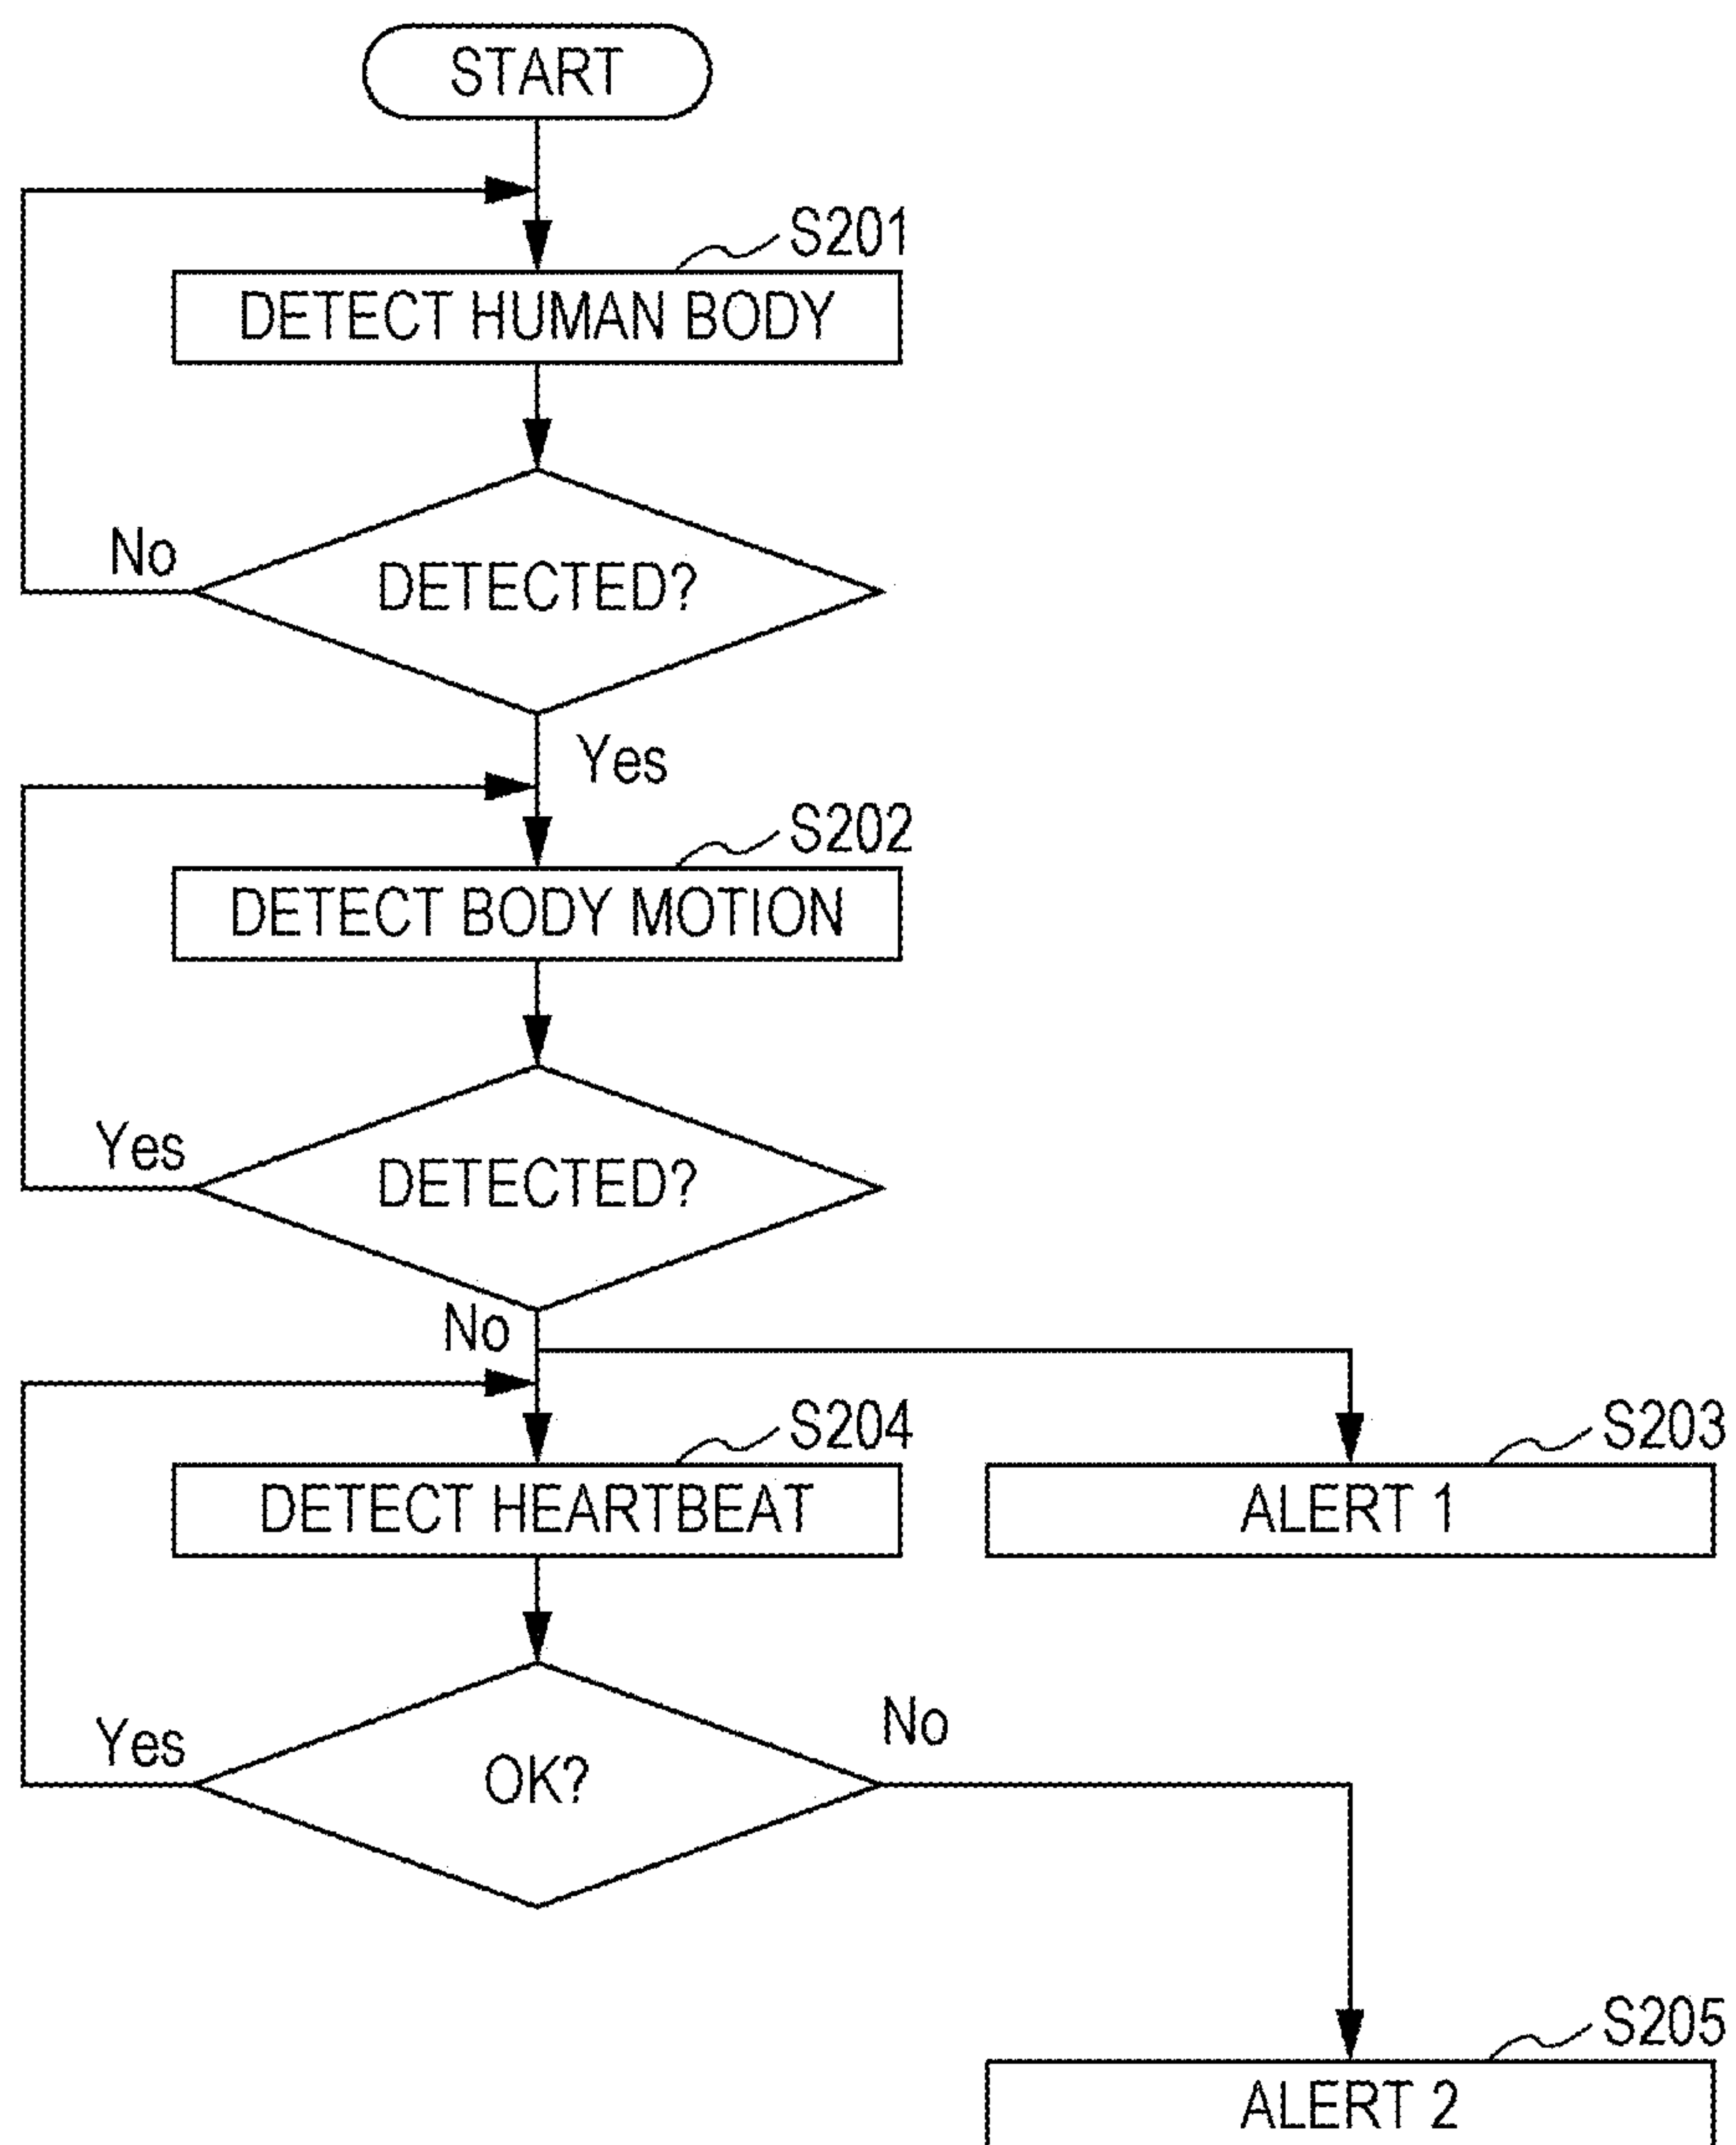 START
S201
DETECT HUMAN BODY
No
DETECTED?
Yes
S202
DETECT BODY MOTION
Yes
DETECTED?
No
S204
S203
DETECT HEARTBEAT
ALERT 1
Yes
No
OK?
S205
ALERT 2